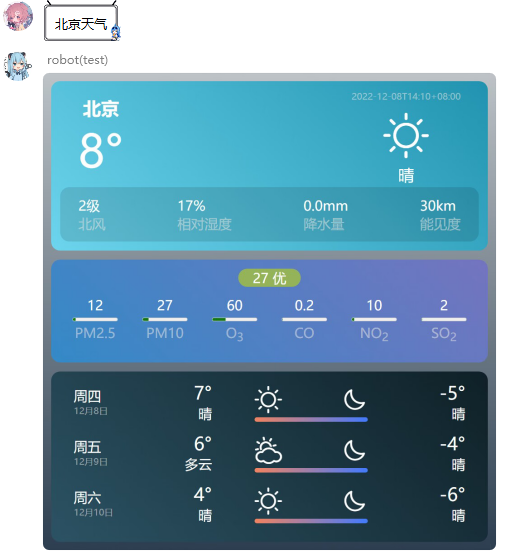 北京天气
robot(test)
2022-12-08T14:10+08:00
北京
8°
晴
2级 17% 0.0mm 30km
北风 相对湿度 降水量 能见度
27 优
12 27 60 0.2 10 2
PM2.5 PM10 O3 CO NO2 SO2
周四 7° -5°
12月8日 晴 晴
周五 6° -4°
12月9日 多云 晴
周六 4° -6°
12月10日 晴 晴